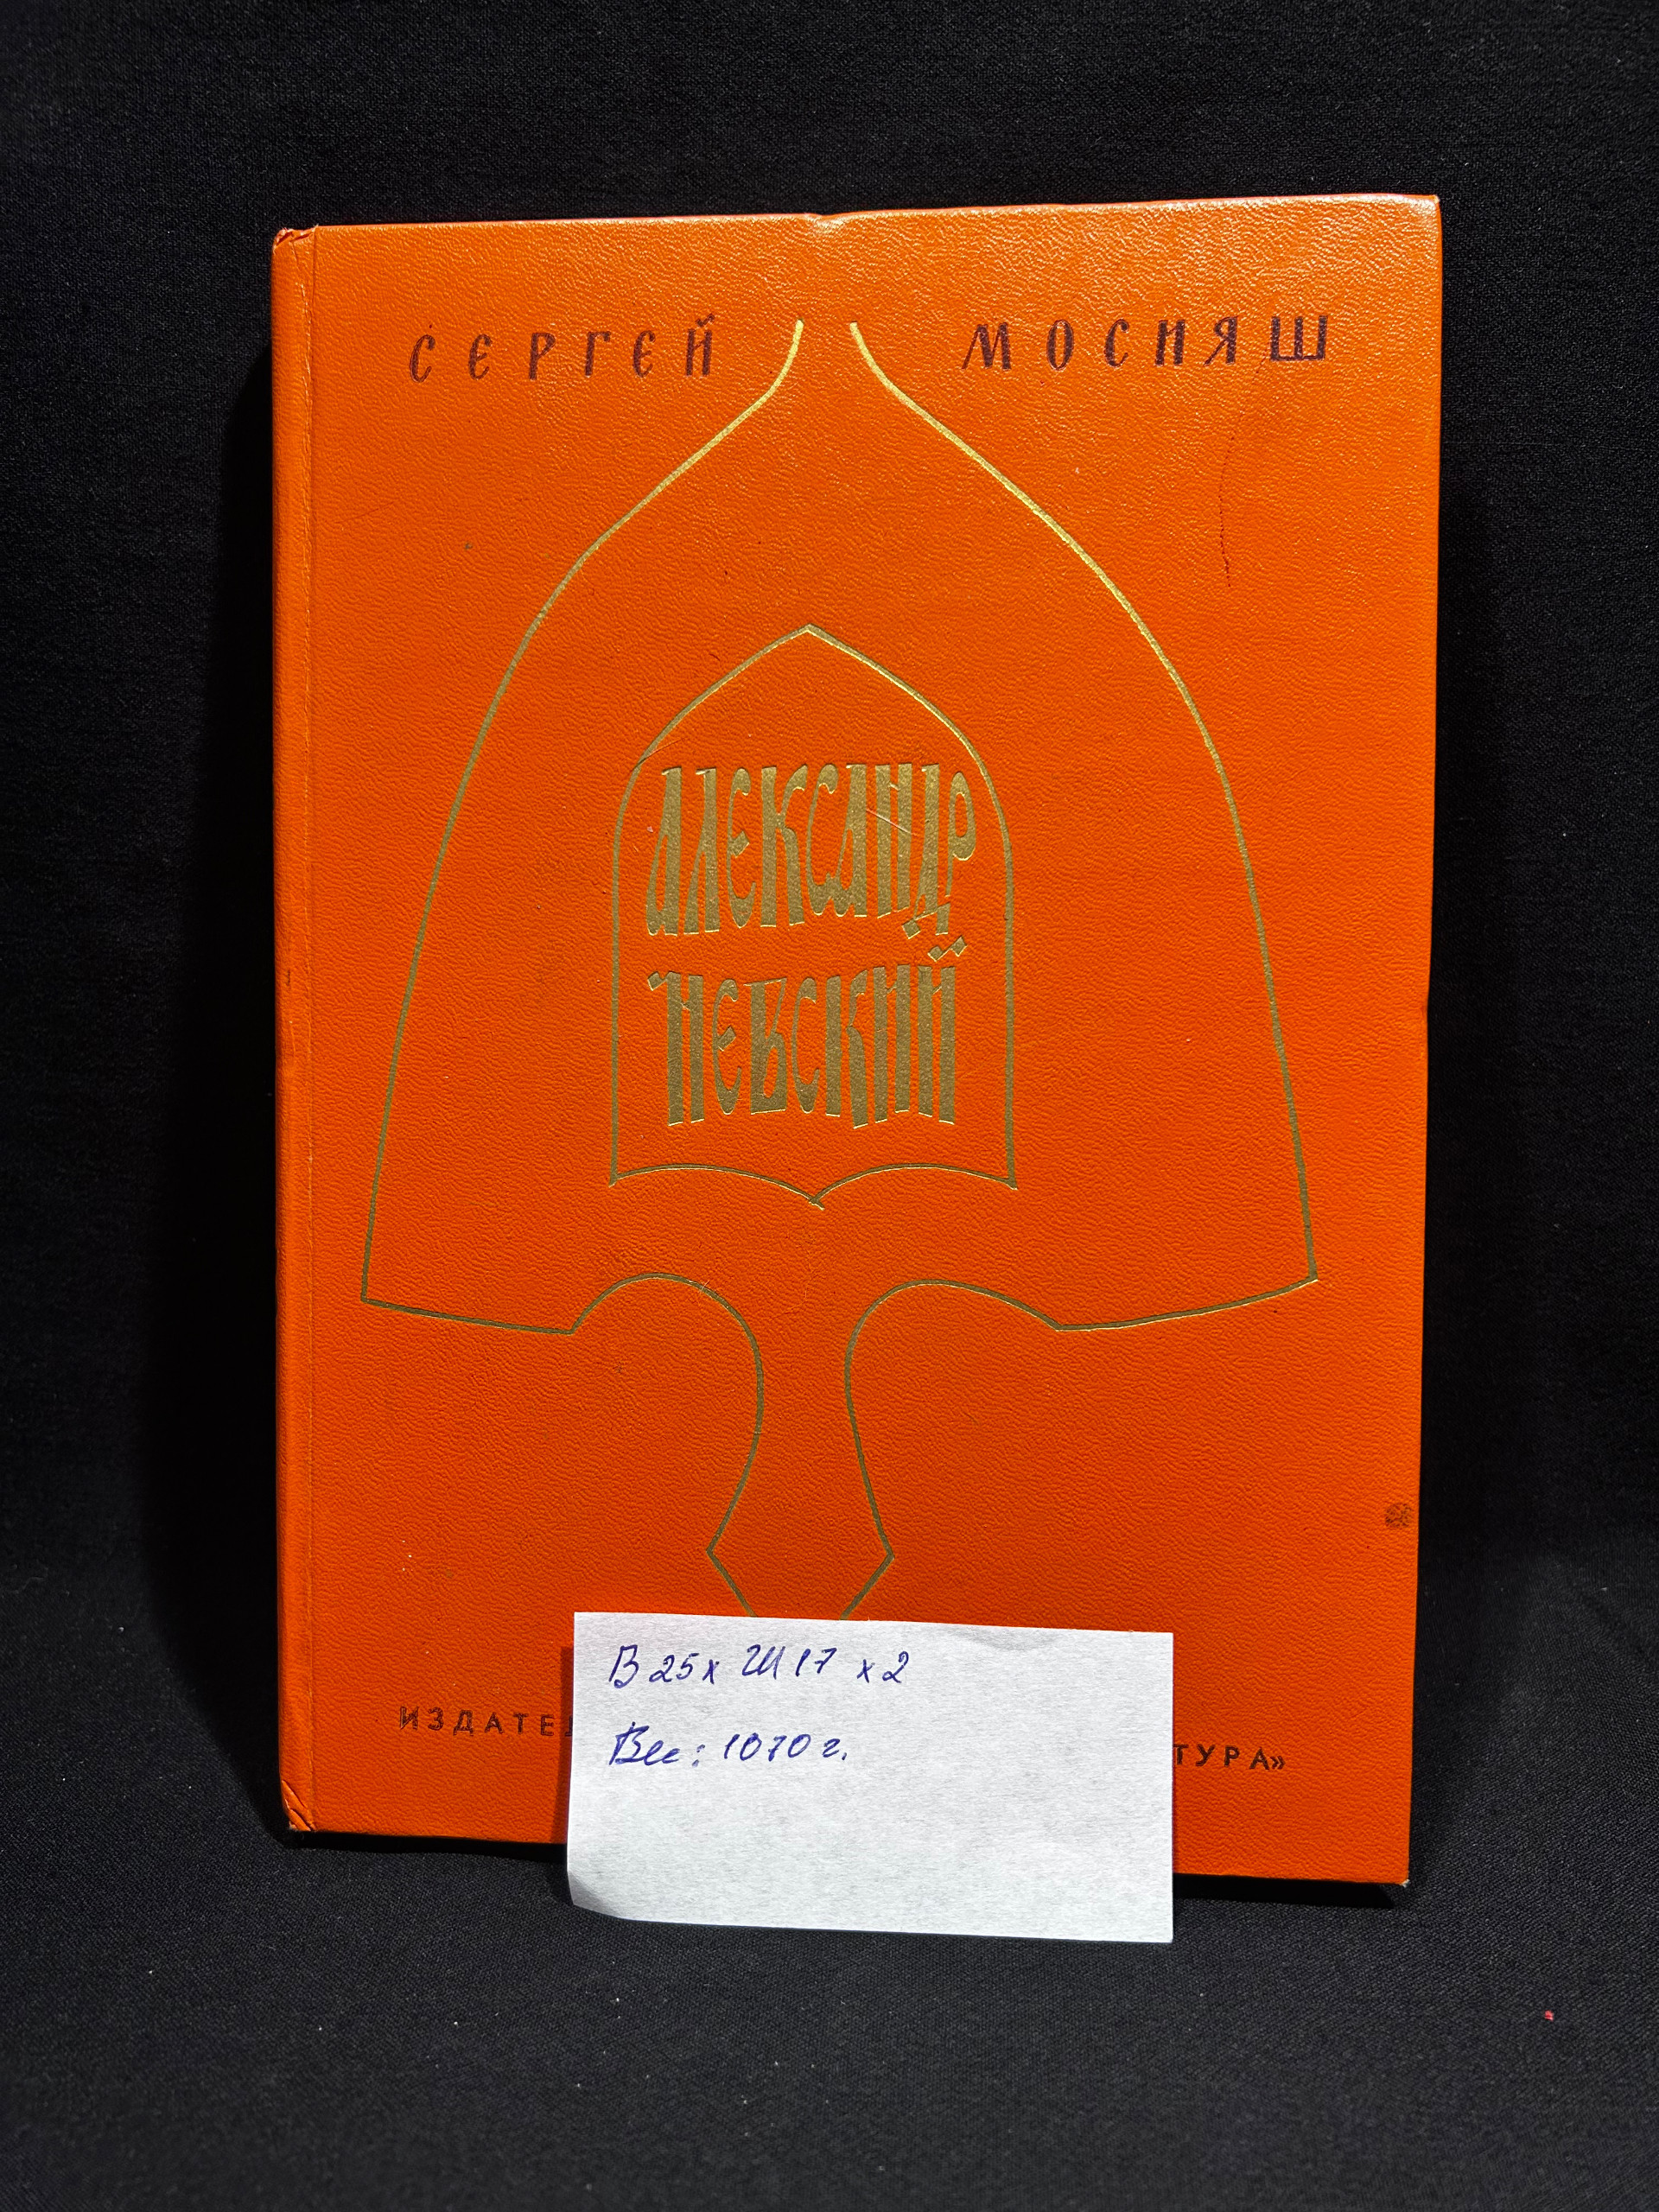 СЕРГЕЙ МОСИЯШ
АЛЕКСАНДР
НЕВСКИЙ
В 25 х Ш 17 х 2
Вес: 1070 г.
ИЗДАТЕ ТУРА»